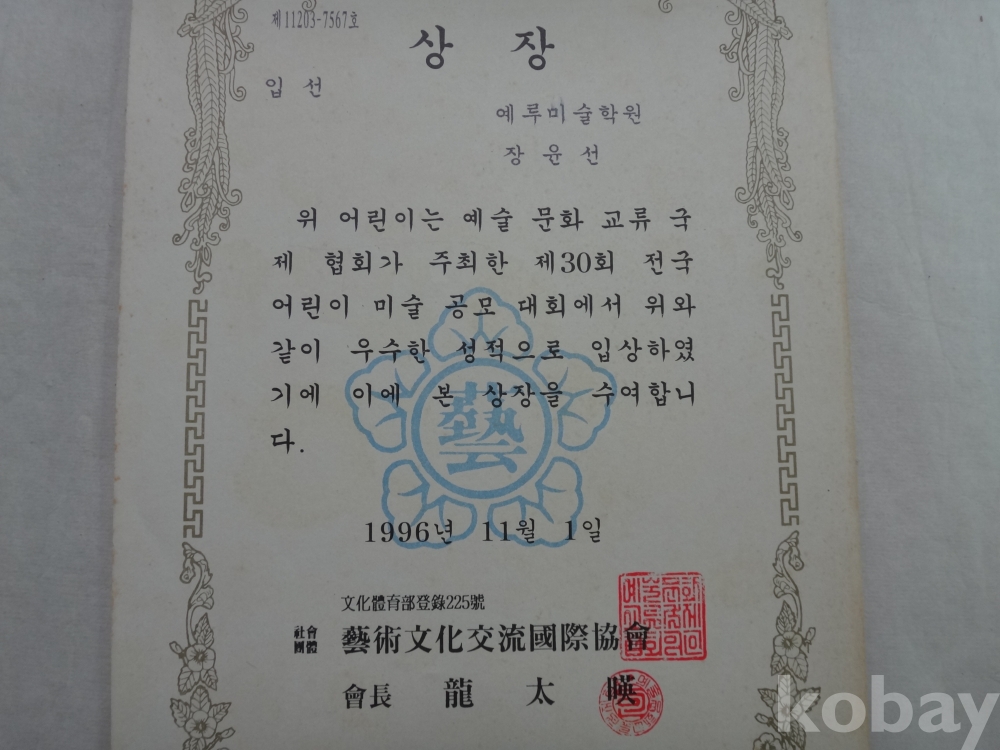 제11203-7567호
상 장
입 선
예루미술학원
장 윤 선
위 어린이는 예술 문화 교류 국
제 협회가 주최한 제30회 전국
어린이 미술 공모 대회에서 위와
같이 우수한 성적으로 입상하였
기에 이에 본 상장을 수여합니
다.
藝
1996년 11월 1일
文化體育部登錄225號
社會團體 藝術文化交流國際協會
會長 龍太暎
kobay